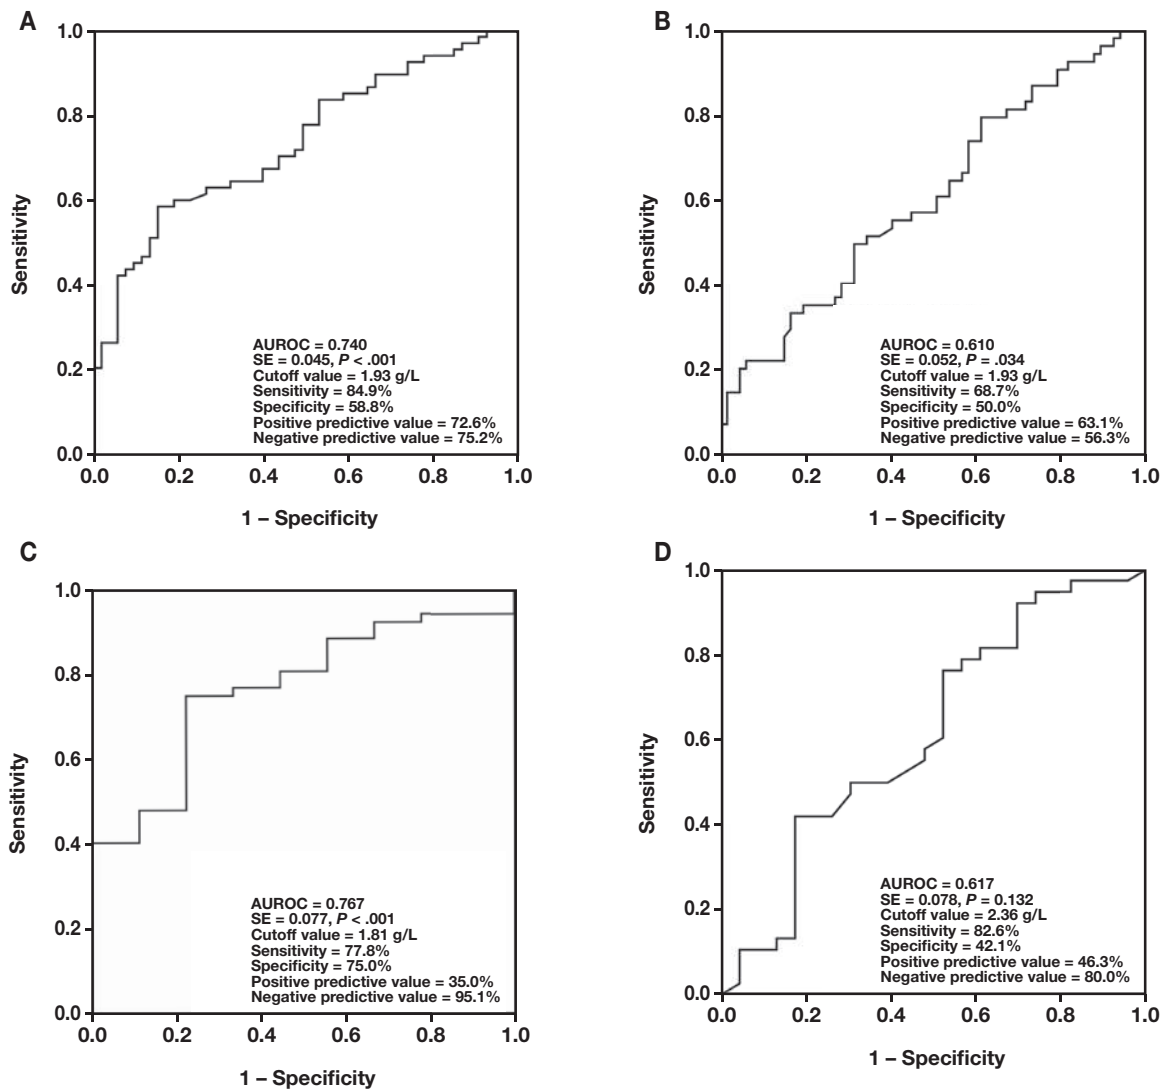 A
1.0
0.8
0.6
0.4
0.2
0.0
Sensitivity
AUROC = 0.740
SE = 0.045, P < .001
Cutoff value = 1.93 g/L
Sensitivity = 84.9%
Specificity = 58.8%
Positive predictive value = 72.6%
Negative predictive value = 75.2%
0.0 0.2 0.4 0.6 0.8 1.0
1 – Specificity
B
1.0
0.8
0.6
0.4
0.2
0.0
Sensitivity
AUROC = 0.610
SE = 0.052, P = .034
Cutoff value = 1.93 g/L
Sensitivity = 68.7%
Specificity = 50.0%
Positive predictive value = 63.1%
Negative predictive value = 56.3%
0.0 0.2 0.4 0.6 0.8 1.0
1 – Specificity
C
1.0
0.8
0.6
0.4
0.2
0.0
Sensitivity
AUROC = 0.767
SE = 0.077, P < .001
Cutoff value = 1.81 g/L
Sensitivity = 77.8%
Specificity = 75.0%
Positive predictive value = 35.0%
Negative predictive value = 95.1%
0.0 0.2 0.4 0.6 0.8 1.0
1 – Specificity
D
1.0
0.8
0.6
0.4
0.2
0.0
Sensitivity
AUROC = 0.617
SE = 0.078, P = 0.132
Cutoff value = 2.36 g/L
Sensitivity = 82.6%
Specificity = 42.1%
Positive predictive value = 46.3%
Negative predictive value = 80.0%
0.0 0.2 0.4 0.6 0.8 1.0
1 – Specificity